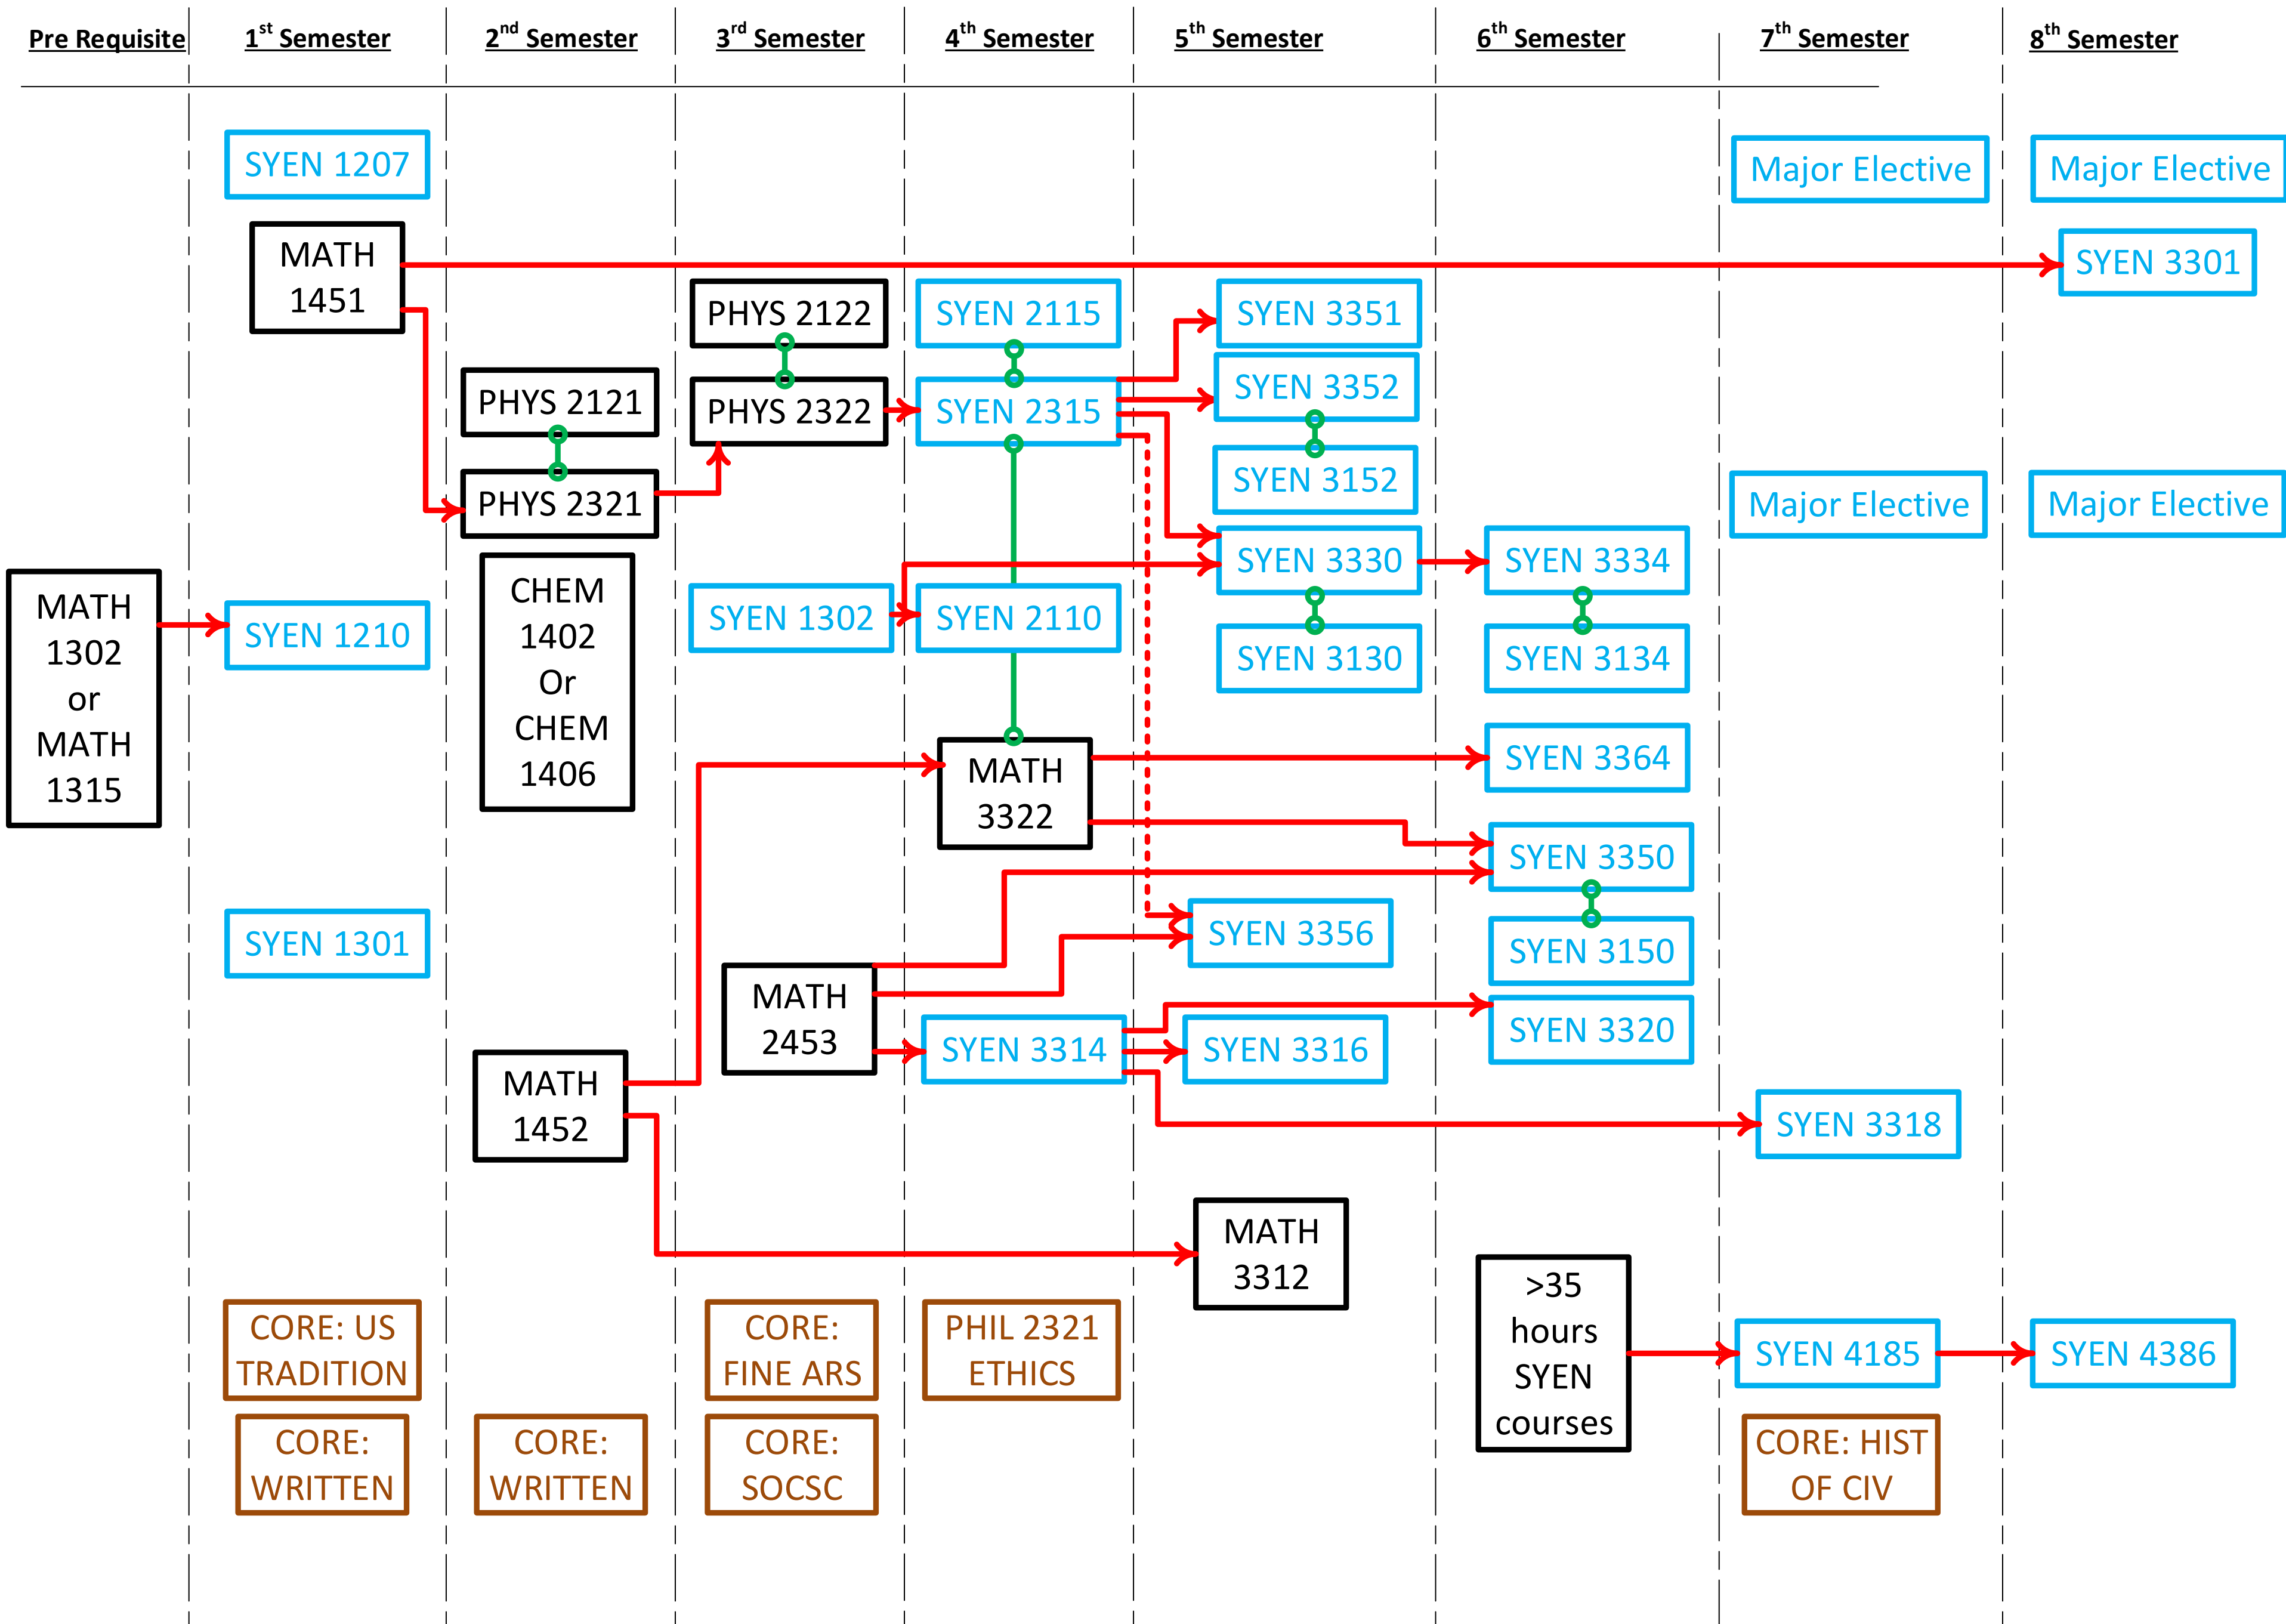 Pre Requisite
1st Semester
2nd Semester
3rd Semester
4th Semester
5th Semester
6th Semester
7th Semester
8th Semester
MATH
1302
or
MATH
1315
SYEN 1207
MATH
1451
SYEN 1210
SYEN 1301
CORE: US
TRADITION
CORE:
WRITTEN
PHYS 2121
PHYS 2321
CHEM
1402
Or
CHEM
1406
MATH
1452
CORE:
WRITTEN
PHYS 2122
PHYS 2322
SYEN 1302
MATH
2453
CORE:
FINE ARS
CORE:
SOCSC
SYEN 2115
SYEN 2315
SYEN 2110
MATH
3322
SYEN 3314
PHIL 2321
ETHICS
SYEN 3351
SYEN 3352
SYEN 3152
SYEN 3330
SYEN 3130
SYEN 3356
SYEN 3316
MATH
3312
SYEN 3334
SYEN 3134
SYEN 3364
SYEN 3350
SYEN 3150
SYEN 3320
>35
hours
SYEN
courses
Major Elective
Major Elective
SYEN 3318
SYEN 4185
CORE: HIST
OF CIV
Major Elective
SYEN 3301
Major Elective
SYEN 4386